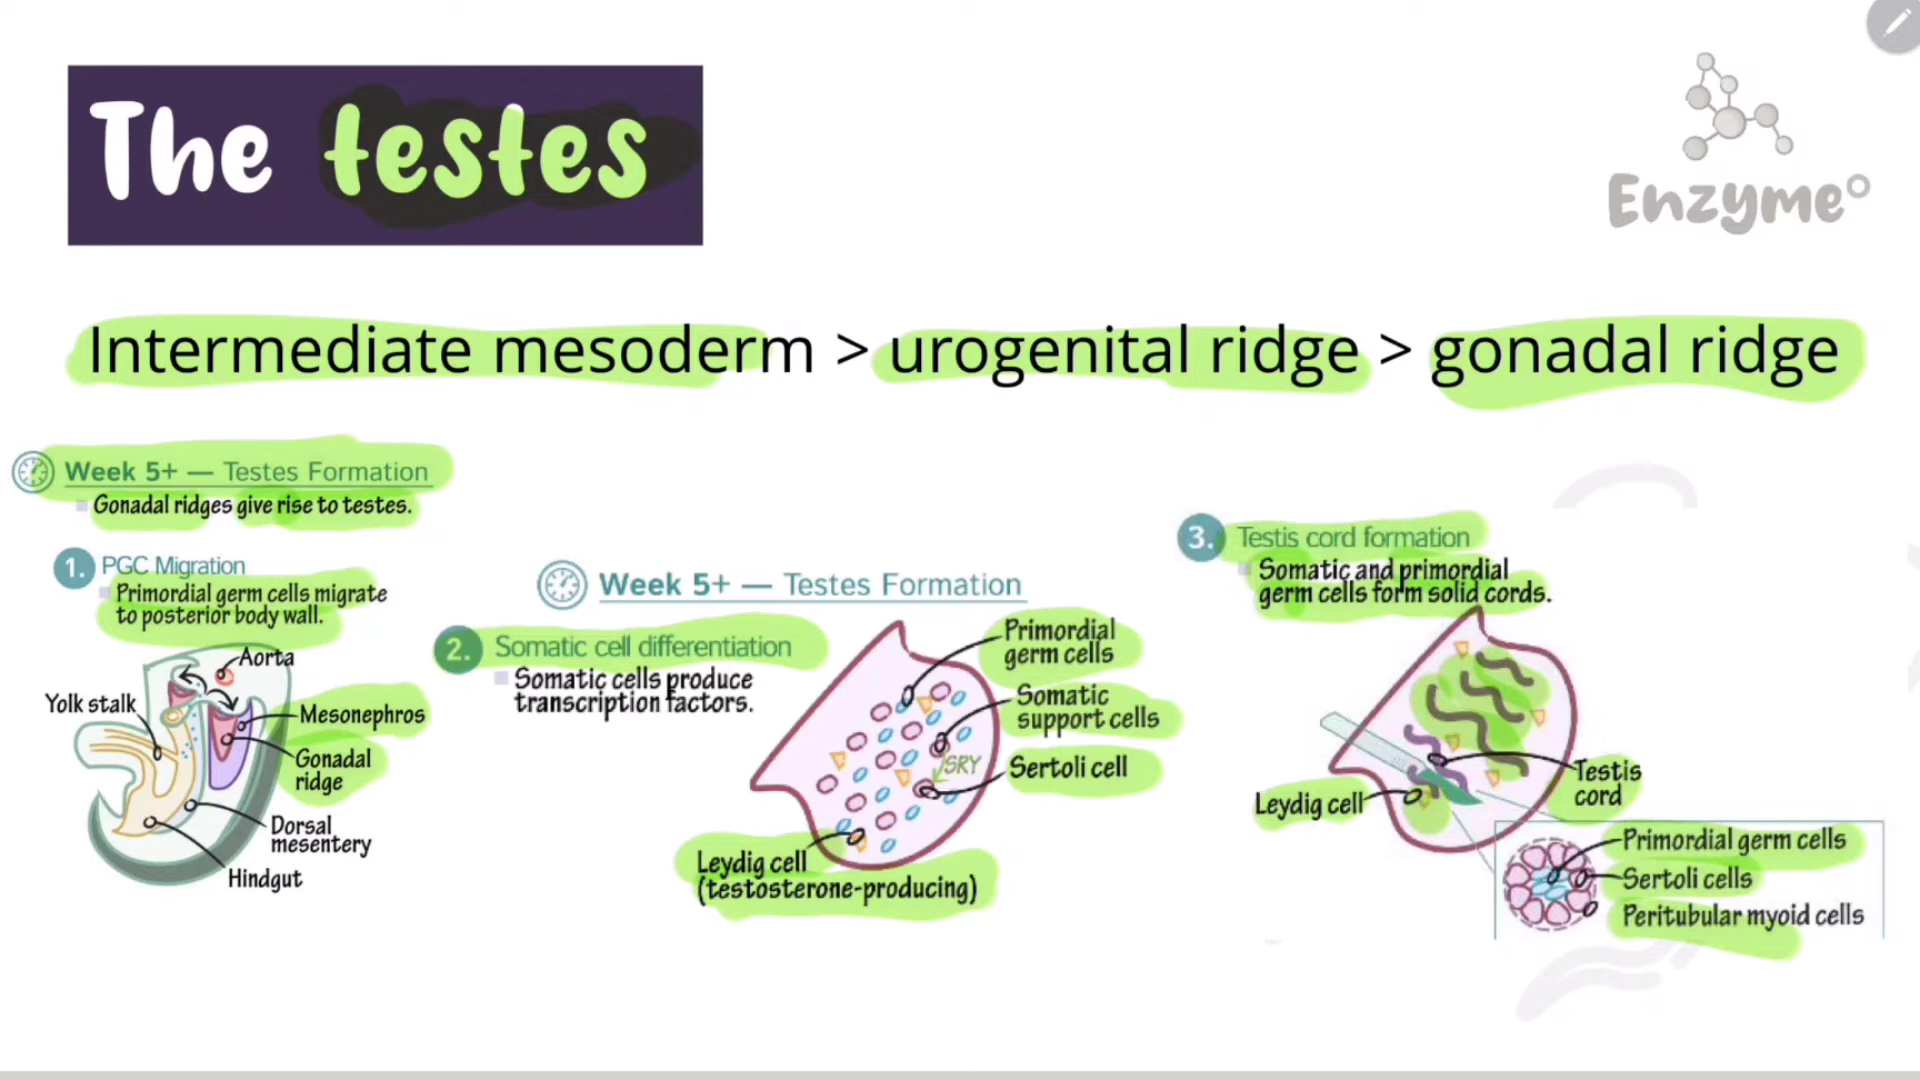 The testes
Enzyme
Intermediate mesoderm > urogenital ridge > gonadal ridge
Week 5+ — Testes Formation
Gonadal ridges give rise to testes.
1. PGC Migration
Primordial germ cells migrate
to posterior body wall.
Aorta
Yolk stalk
Mesonephros
Gonadal
ridge
Dorsal
mesentery
Hindgut
Week 5+ — Testes Formation
2. Somatic cell differentiation
Somatic cells produce
transcription factors.
Primordial
germ cells
Somatic
support cells
SRY
Sertoli cell
Leydig cell
(testosterone-producing)
3. Testis cord formation
Somatic and primordial
germ cells form solid cords.
Leydig cell
Testis
cord
Primordial germ cells
Sertoli cells
Peritubular myoid cells